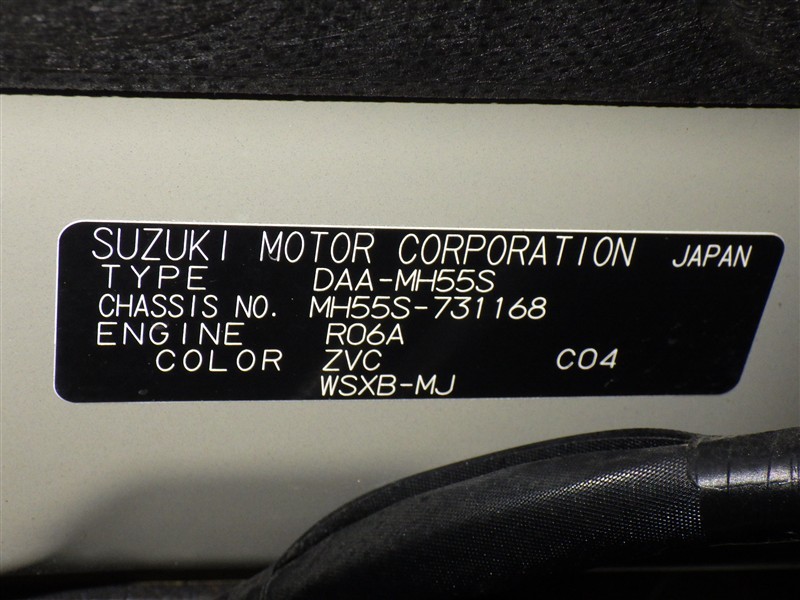 SUZUKI MOTOR CORPORATION JAPAN
TYPE DAA-MH55S
CHASSIS NO. MH55S-731168
ENGINE R06A
COLOR ZVC C04
WSXB-MJ